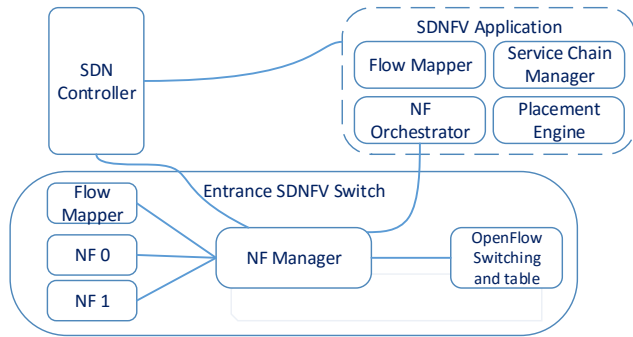 SDNFV Application
SDN
Controller
Flow Mapper
Service Chain
Manager
NF
Orchestrator
Placement
Engine
Entrance SDNFV Switch
Flow
Mapper
NF 0
NF 1
NF Manager
OpenFlow
Switching
and table